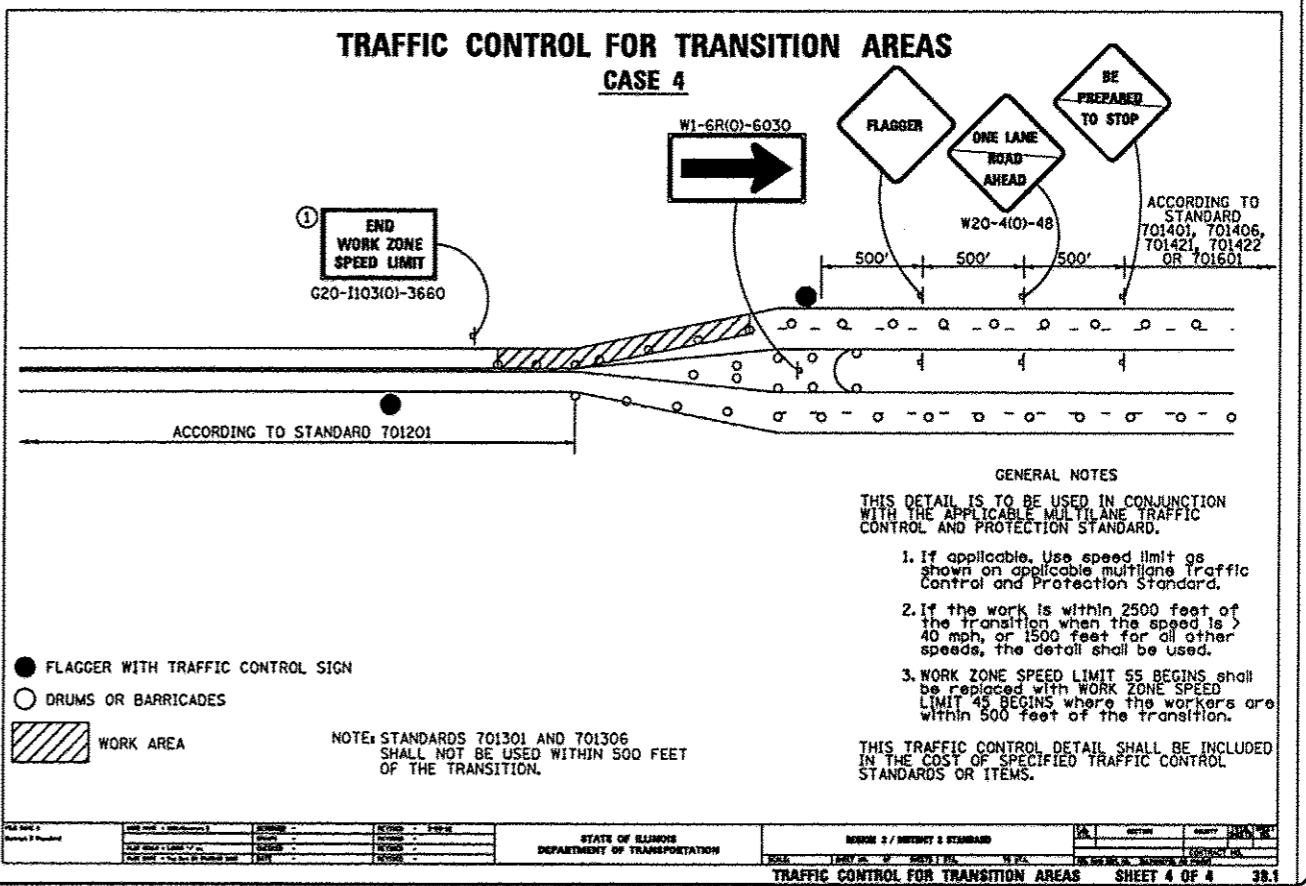 TRAFFIC CONTROL FOR TRANSITION AREAS
CASE 4
W1-6R(O)-6030
FLAGGER
ONE LANE
ROAD
AHEAD
W20-4(O)-48
BE
PREPARED
TO STOP
ACCORDING TO
STANDARD
701401, 701406,
701421, 701422
OR 701601
500'
500'
500'
1
END
WORK ZONE
SPEED LIMIT
G20-I103(O)-3660
ACCORDING TO STANDARD 701201
GENERAL NOTES
THIS DETAIL IS TO BE USED IN CONJUNCTION
WITH THE APPLICABLE MULTILANE TRAFFIC
CONTROL AND PROTECTION STANDARD.
1. If applicable. Use speed limit as
shown on applicable multilane Traffic
Control and Protection Standard.
2. If the work is within 2500 feet of
the transition when the speed is >
40 mph, or 1500 feet for all other
speeds, the detail shall be used.
3. WORK ZONE SPEED LIMIT 55 BEGINS shall
be replaced with WORK ZONE SPEED
LIMIT 45 BEGINS where the workers are
within 500 feet of the transition.
THIS TRAFFIC CONTROL DETAIL SHALL BE INCLUDED
IN THE COST OF SPECIFIED TRAFFIC CONTROL
STANDARDS OR ITEMS.
FLAGGER WITH TRAFFIC CONTROL SIGN
DRUMS OR BARRICADES
WORK AREA
NOTE: STANDARDS 701301 AND 701306
SHALL NOT BE USED WITHIN 500 FEET
OF THE TRANSITION.
STATE OF ILLINOIS
DEPARTMENT OF TRANSPORTATION
REGION 2 / DISTRICT 2 STANDARD
SECTION
COUNTY
CONTRACT NO.
TRAFFIC CONTROL FOR TRANSITION AREAS SHEET 4 OF 4 38.1